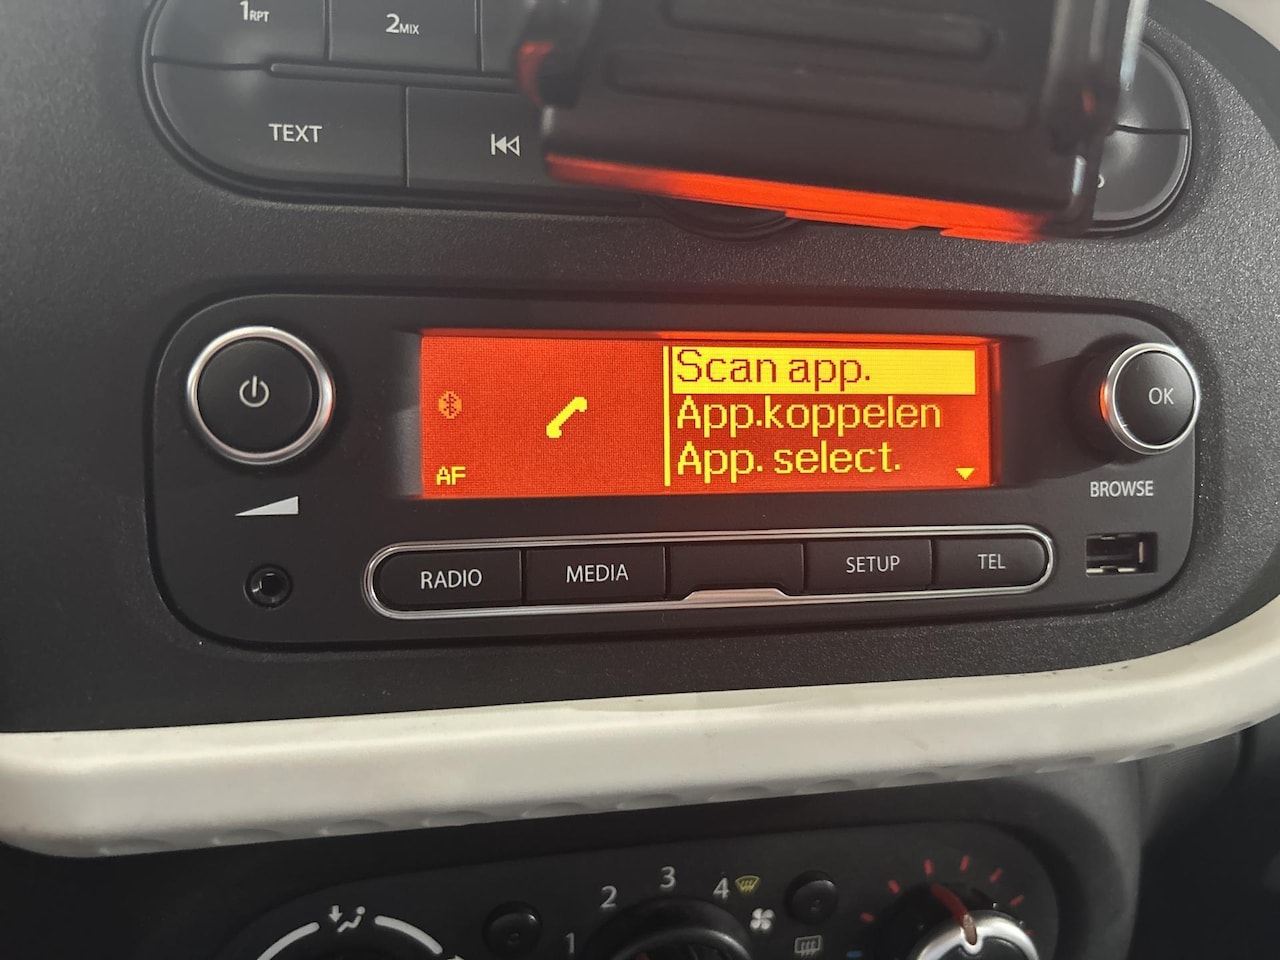 1RPT
2MIX
TEXT
Scan app.
App.koppelen
App. select.
AF
OK
BROWSE
RADIO
MEDIA
SETUP
TEL
1
2
3
4